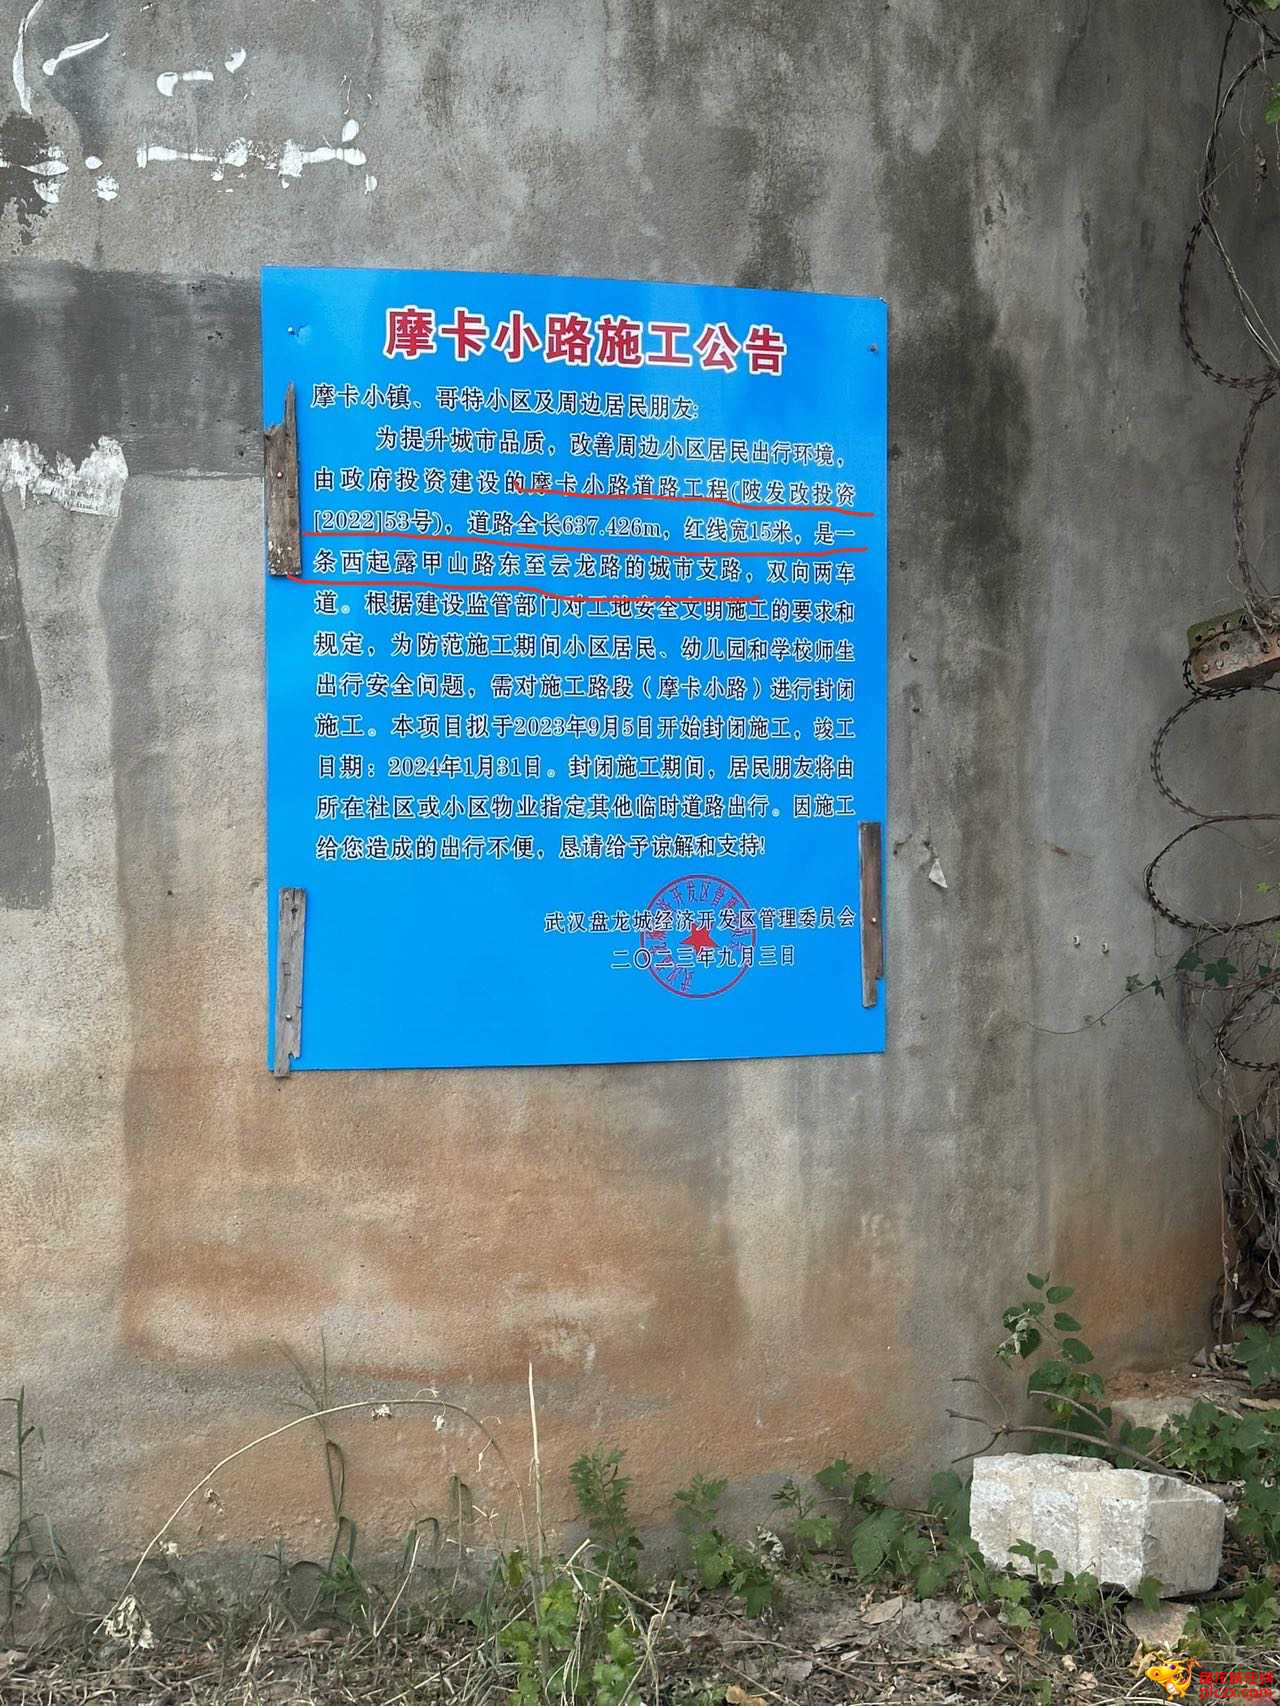 摩卡小路施工公告
摩卡小镇、哥特小区及周边居民朋友:
为提升城市品质，改善周边小区居民出行环境，
由政府投资建设的摩卡小路道路工程(陂发改投资
[2022]53号)，道路全长637.426m，红线宽15米，是一
条西起露甲山路东至云龙路的城市支路，双向两车
道。根据建设监管部门对工地安全文明施工的要求和
规定，为防范施工期间小区居民、幼儿园和学校师生
出行安全问题，需对施工路段（摩卡小路）进行封闭
施工。本项目拟于2023年9月5日开始封闭施工，竣工
日期：2024年1月31日。封闭施工期间，居民朋友将由
所在社区或小区物业指定其他临时道路出行。因施工
给您造成的出行不便，恳请给予谅解和支持!
武汉盘龙城经济开发区管理委员会
二〇二三年九月三日